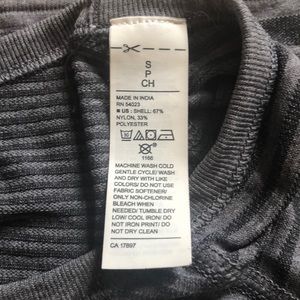 S
P
CH
MADE IN INDIA
RN 54023
■ US : SHELL: 67%
NYLON, 33%
POLYESTER
1166
MACHINE WASH COLD
GENTLE CYCLE/ WASH
AND DRY WITH LIKE
COLORS/ DO NOT USE
FABRIC SOFTENER/
ONLY NON-CHLORINE
BLEACH WHEN
NEEDED/ TUMBLE DRY
LOW/ COOL IRON/ DO
NOT IRON PRINT/ DO
NOT DRY CLEAN
CA 17897